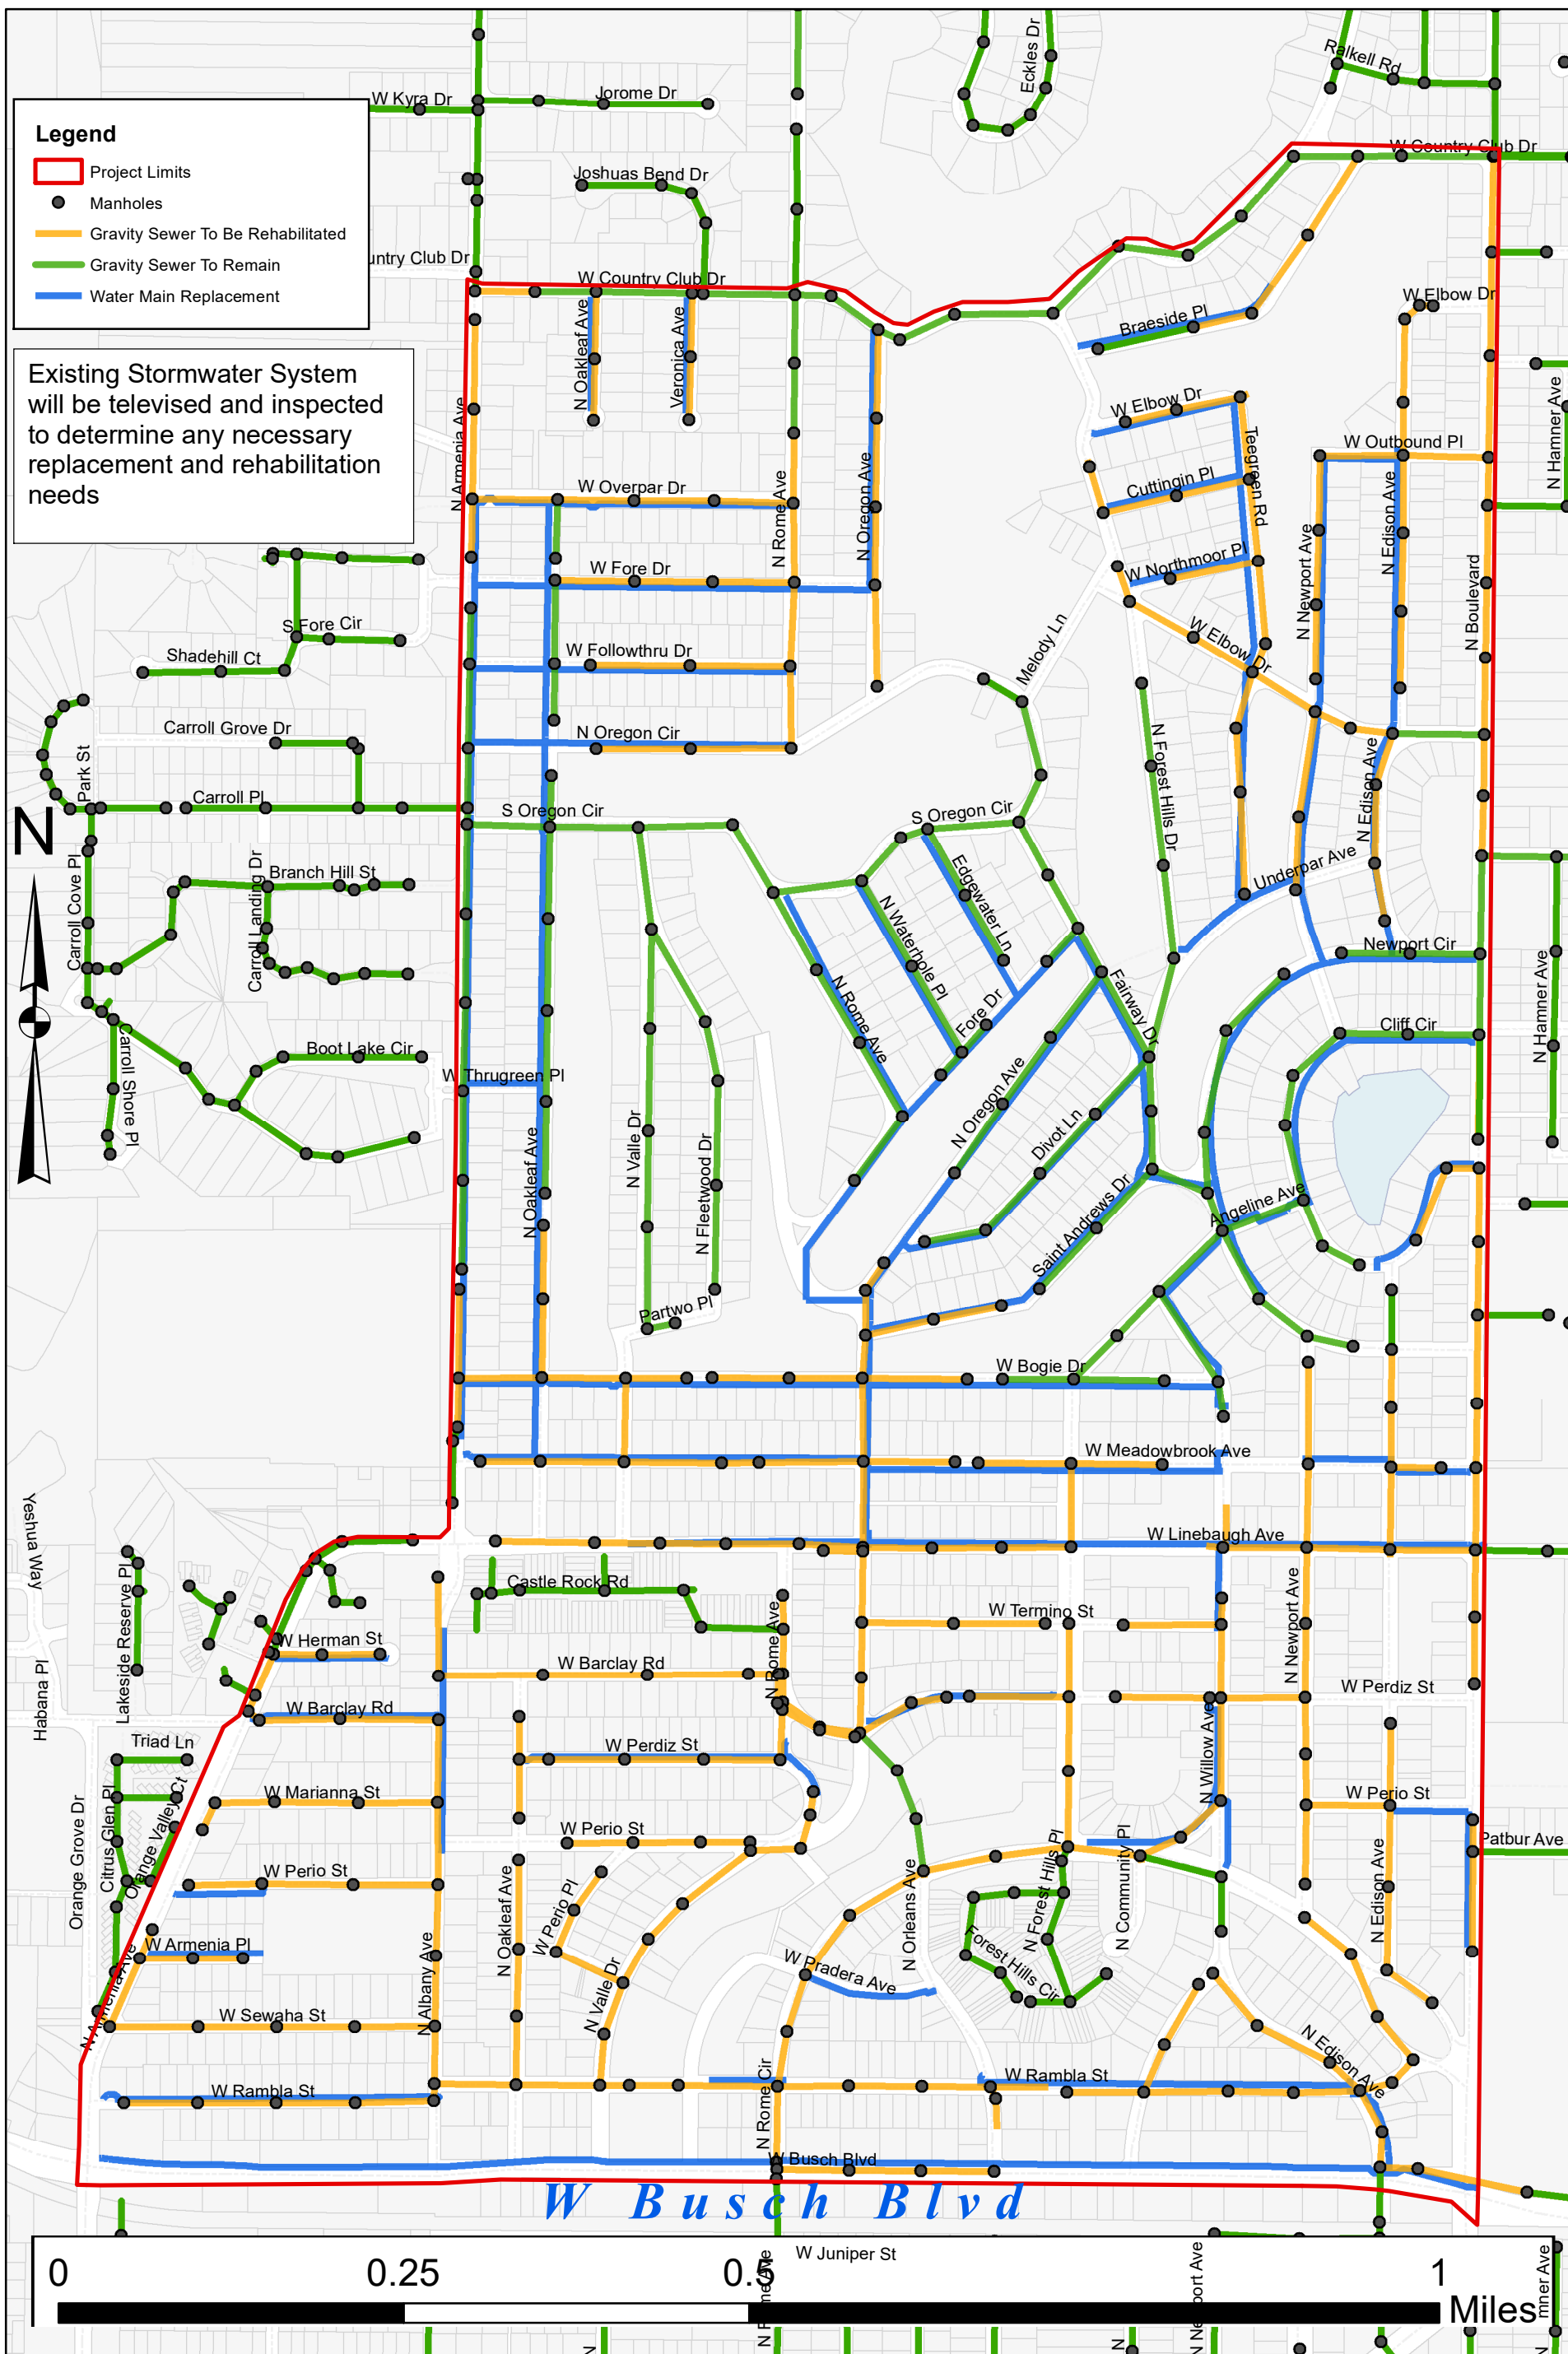 Eckles Dr
Ralkell Rd
W Kyra Dr
Jorome Dr
Legend
Project Limits
Manholes
Gravity Sewer To Be Rehabilitated
Gravity Sewer To Remain
Water Main Replacement
W Country Club Dr
Joshuas Bend Dr
untry Club Dr
W Country Club Dr
W Elbow Dr
Braeside Pl
N Oakleaf Ave
Veronica Ave
Existing Stormwater System
will be televised and inspected
to determine any necessary
replacement and rehabilitation
needs
N Armenia Ave
W Elbow Dr
Teegreen Rd
W Outbound Pl
N Hamner Ave
W Overpar Dr
N Rome Ave
N Oregon Ave
Cuttingin Pl
N Edison Ave
N Newport Ave
N Boulevard
W Fore Dr
W Northmoor Pl
S Fore Cir
Shadehill Ct
W Followthru Dr
Melody Ln
W Elbow Dr
Carroll Grove Dr
N Oregon Cir
Park St
Carroll Pl
S Oregon Cir
S Oregon Cir
N Forest Hills Dr
N Edison Ave
N
Branch Hill St
Carroll Landing Dr
Carroll Cove Pl
Edgewater Ln
N Waterhole Pl
Underpar Ave
Newport Cir
N Rome Ave
Fore Dr
Fairway Dr
Cliff Cir
N Hamner Ave
Boot Lake Cir
Carroll Shore Pl
W Thrugreen Pl
N Oregon Ave
Divot Ln
N Oakleaf Ave
N Valle Dr
N Fleetwood Dr
Saint Andrews Dr
Angeline Ave
Partwo Pl
W Bogie Dr
W Meadowbrook Ave
Yeshua Way
W Linebaugh Ave
Castle Rock Rd
Lakeside Reserve Pl
W Termino St
N Rome Ave
N Newport Ave
W Herman St
W Barclay Rd
Habana Pl
W Barclay Rd
W Perdiz St
Triad Ln
W Perdiz St
N Willow Ave
W Marianna St
Citrus Glen Pl
Orange Valley Ct
Orange Grove Dr
W Perio St
W Perio St
Patbur Ave
W Perio St
N Oakleaf Ave
W Perio Pl
N Orleans Ave
N Forest Hills Pl
N Community Pl
N Edison Ave
W Armenia Pl
N Armenia Ave
N Albany Ave
N Valle Dr
W Pradera Ave
Forest Hills Cir
W Sewaha St
N Edison Ave
W Rambla St
N Rome Cir
W Rambla St
W Busch Blvd
W Busch Blvd
W Juniper St
0
0.25
0.5
1
Miles